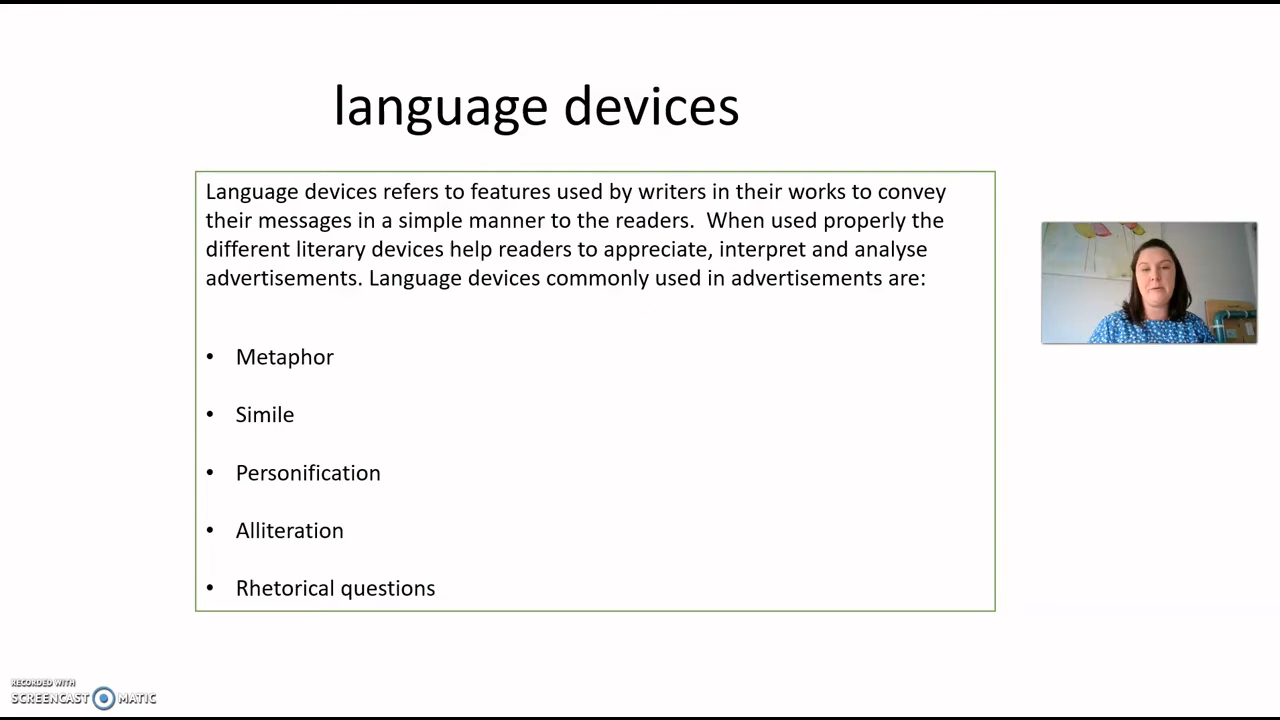 language devices
Language devices refers to features used by writers in their works to convey
their messages in a simple manner to the readers.  When used properly the
different literary devices help readers to appreciate, interpret and analyse
advertisements. Language devices commonly used in advertisements are:
• Metaphor
• Simile
• Personification
• Alliteration
• Rhetorical questions
RECORDED WITH
SCREENCAST MATIC